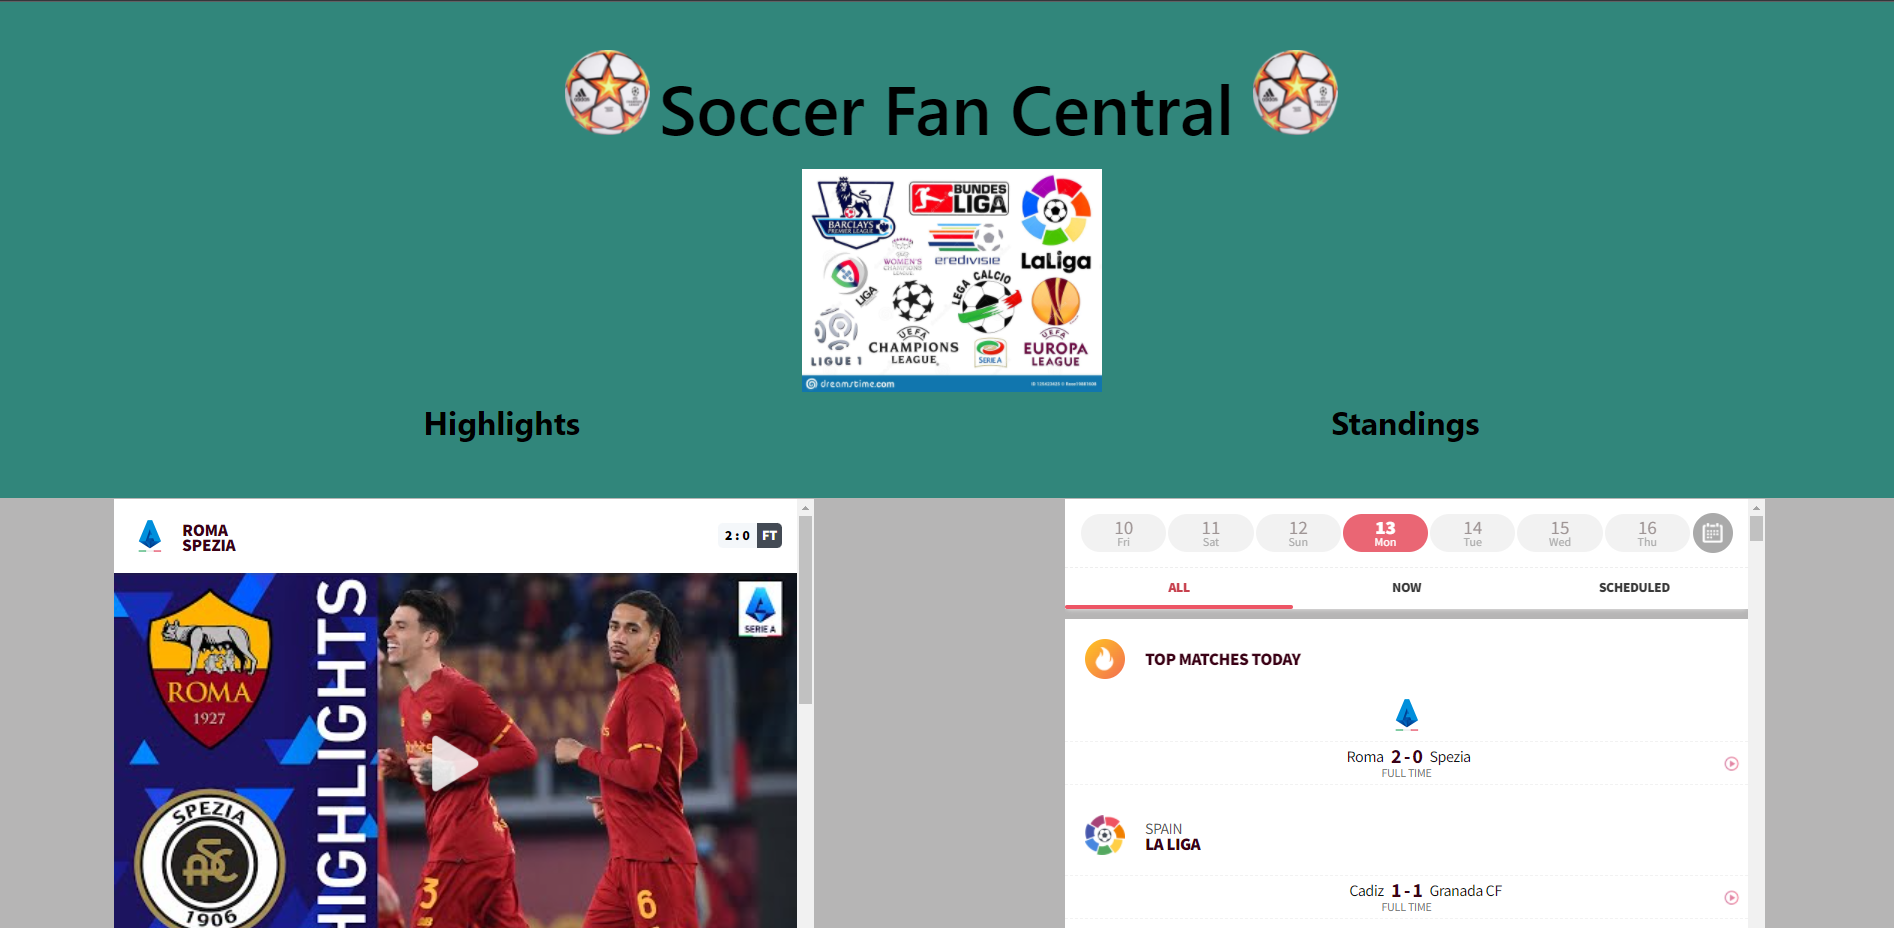 Soccer Fan Central
BARCLAYS
PREMIER LEAGUE
BUNDES
LIGA
WOMEN'S
CHAMPIONS
LEAGUE
eredivisie
LaLiga
LIGA
LEGA CALCIO
LIGUE 1
UEFA
CHAMPIONS
LEAGUE
SERIE A
UEFA
EUROPA
LEAGUE
dreamstime.com
Highlights
Standings
ROMA
SPEZIA
2 : 0 FT
HIGHLIGHTS
ROMA
1927
SPEZIA
ASC
1906
SERIE A
3
6
10
Fri
11
Sat
12
Sun
13
Mon
14
Tue
15
Wed
16
Thu
ALL
NOW
SCHEDULED
TOP MATCHES TODAY
Roma 2 - 0 Spezia
FULL TIME
SPAIN
LA LIGA
Cadiz 1 - 1 Granada CF
FULL TIME